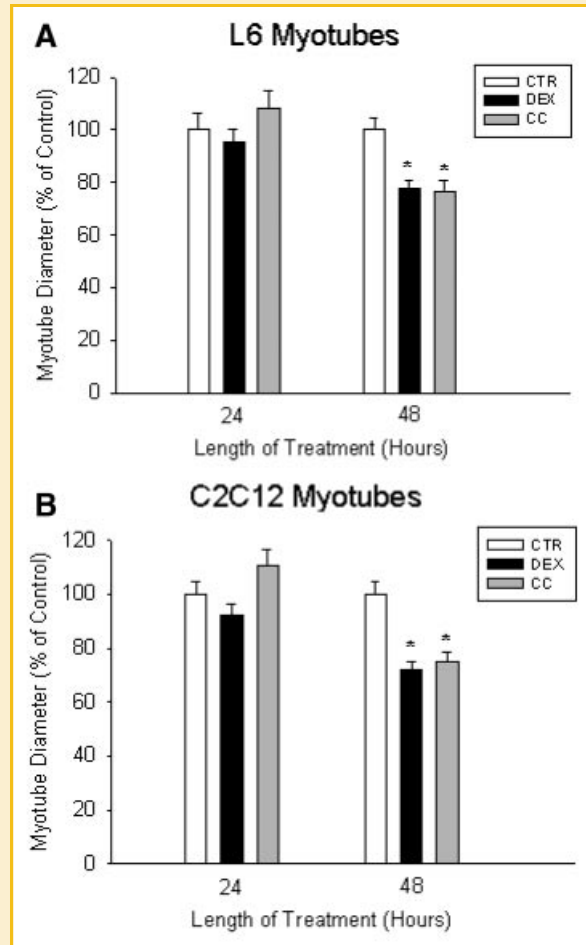 A
L6 Myotubes
CTR
DEX
CC
Myotube Diameter (% of Control)
120
100
80
60
40
20
0
* *
24 48
Length of Treatment (Hours)
B
C2C12 Myotubes
CTR
DEX
CC
Myotube Diameter (% of Control)
120
100
80
60
40
20
0
* *
24 48
Length of Treatment (Hours)